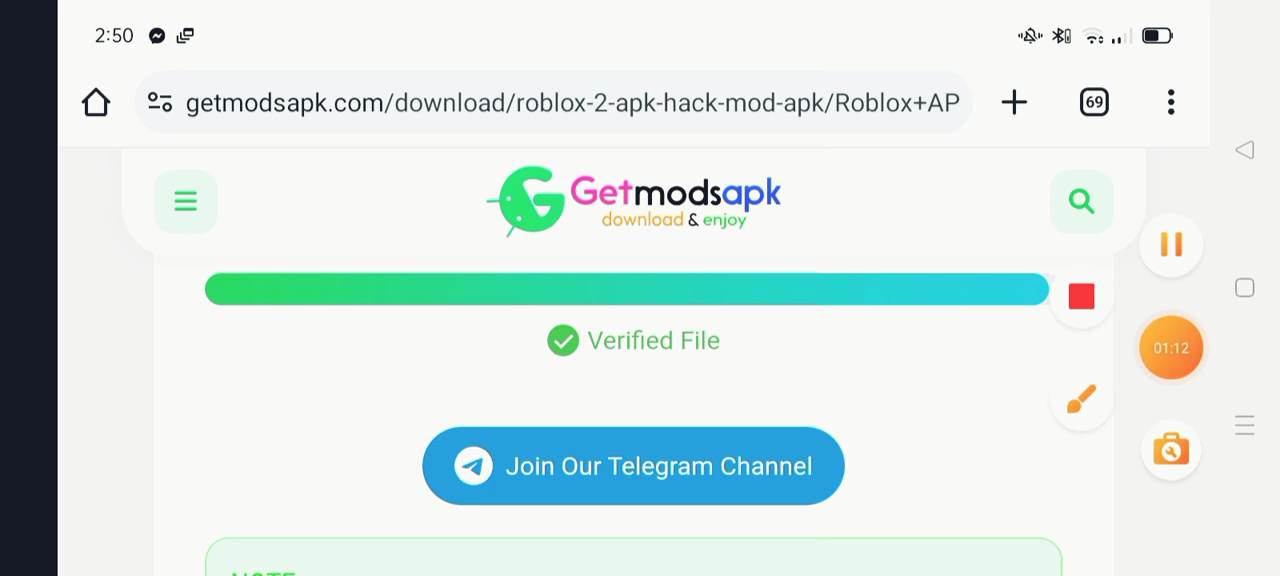 2:50
getmodsapk.com/download/roblox-2-apk-hack-mod-apk/Roblox+AP
69
Getmodsapk
download & enjoy
Verified File
01:12
Join Our Telegram Channel
NOTE